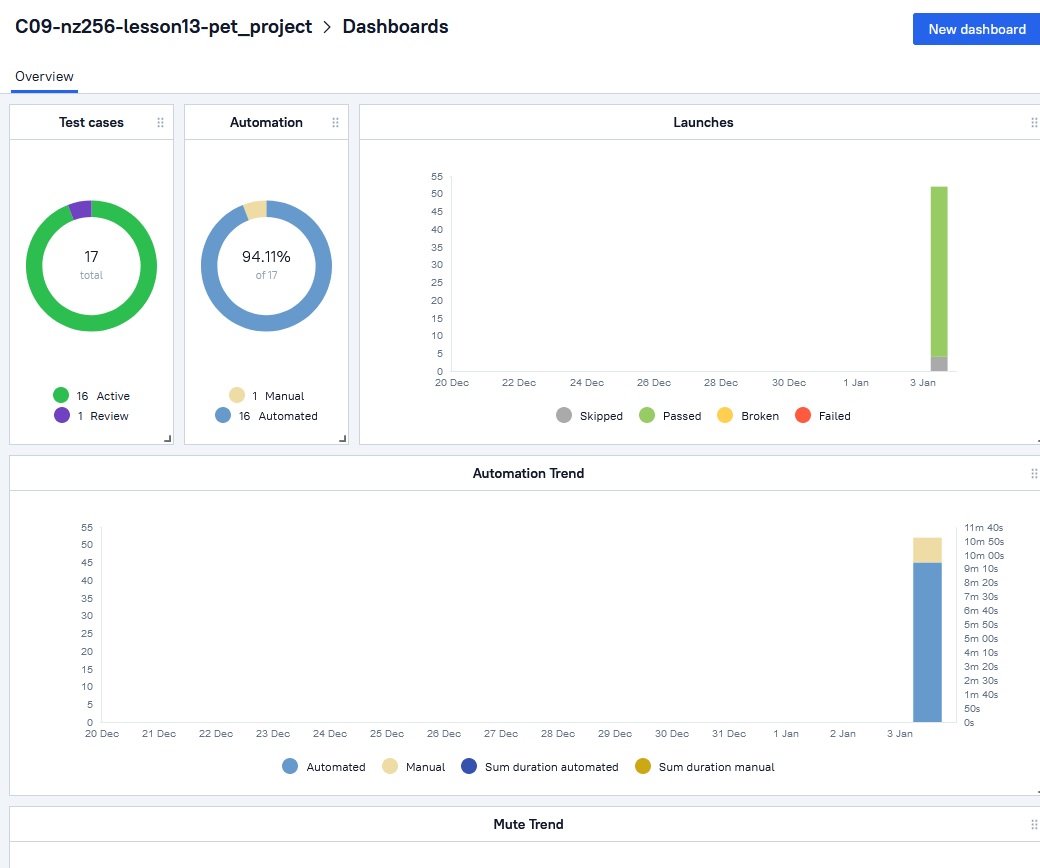 C09-nz256-lesson13-pet_project > Dashboards
New dashboard
Overview
Test cases
17
total
16 Active
1 Review
Automation
94.11%
of 17
1 Manual
16 Automated
Launches
55
50
45
40
35
30
25
20
15
10
5
0
20 Dec 22 Dec 24 Dec 26 Dec 28 Dec 30 Dec 1 Jan 3 Jan
Skipped Passed Broken Failed
Automation Trend
55
50
45
40
35
30
25
20
15
10
5
0
11m 40s
10m 50s
10m 00s
9m 10s
8m 20s
7m 30s
6m 40s
5m 50s
5m 00s
4m 10s
3m 20s
2m 30s
1m 40s
50s
0s
20 Dec 21 Dec 22 Dec 23 Dec 24 Dec 25 Dec 26 Dec 27 Dec 28 Dec 29 Dec 30 Dec 31 Dec 1 Jan 2 Jan 3 Jan
Automated Manual Sum duration automated Sum duration manual
Mute Trend